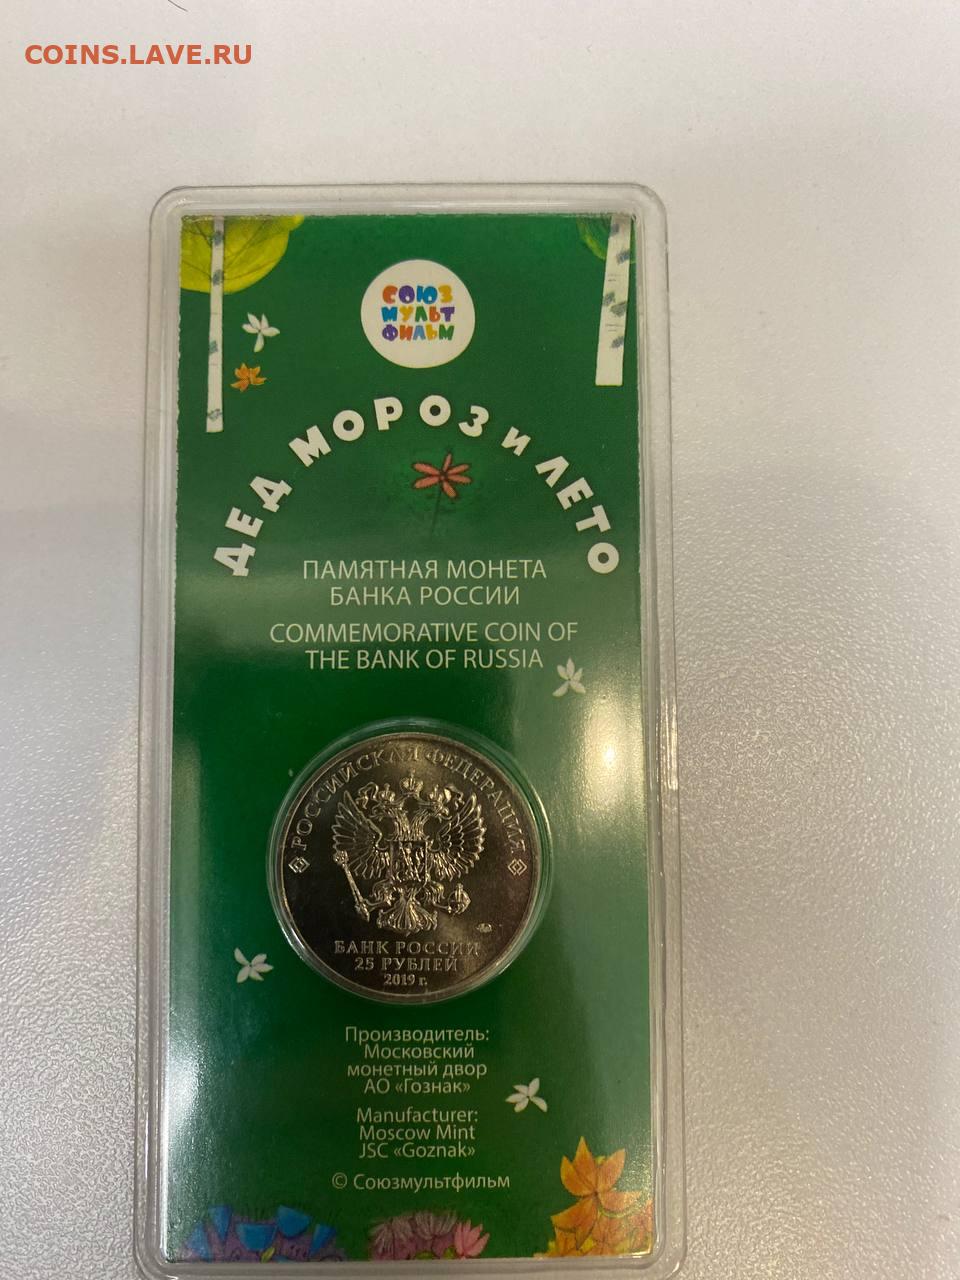 COINS.LAVE.RU
СОЮЗ
МУЛЬТ
ФИЛЬМ
ДЕД МОРОЗ И ЛЕТО
ПАМЯТНАЯ МОНЕТА
БАНКА РОССИИ
COMMEMORATIVE COIN OF
THE BANK OF RUSSIA
РОССИЙСКАЯ ФЕДЕРАЦИЯ
БАНК РОССИИ
25 РУБЛЕЙ
2019 г.
Производитель:
Московский
монетный двор
АО «Гознак»
Manufacturer:
Moscow Mint
JSC «Goznak»
© Союзмультфильм